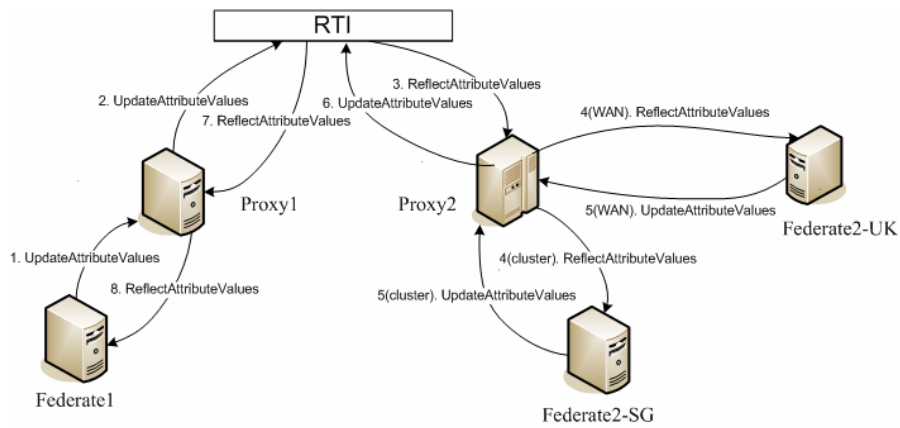 RTI
3. ReflectAttributeValues
2. UpdateAttributeValues
6. UpdateAttributeValues
7. ReflectAttributeValues
4(WAN). ReflectAttributeValues
Proxy1
Proxy2
5(WAN). UpdateAttributeValues
Federate2-UK
1. UpdateAttributeValues
4(cluster). ReflectAttributeValues
8. ReflectAttributeValues
5(cluster). UpdateAttributeValues
Federate1
Federate2-SG